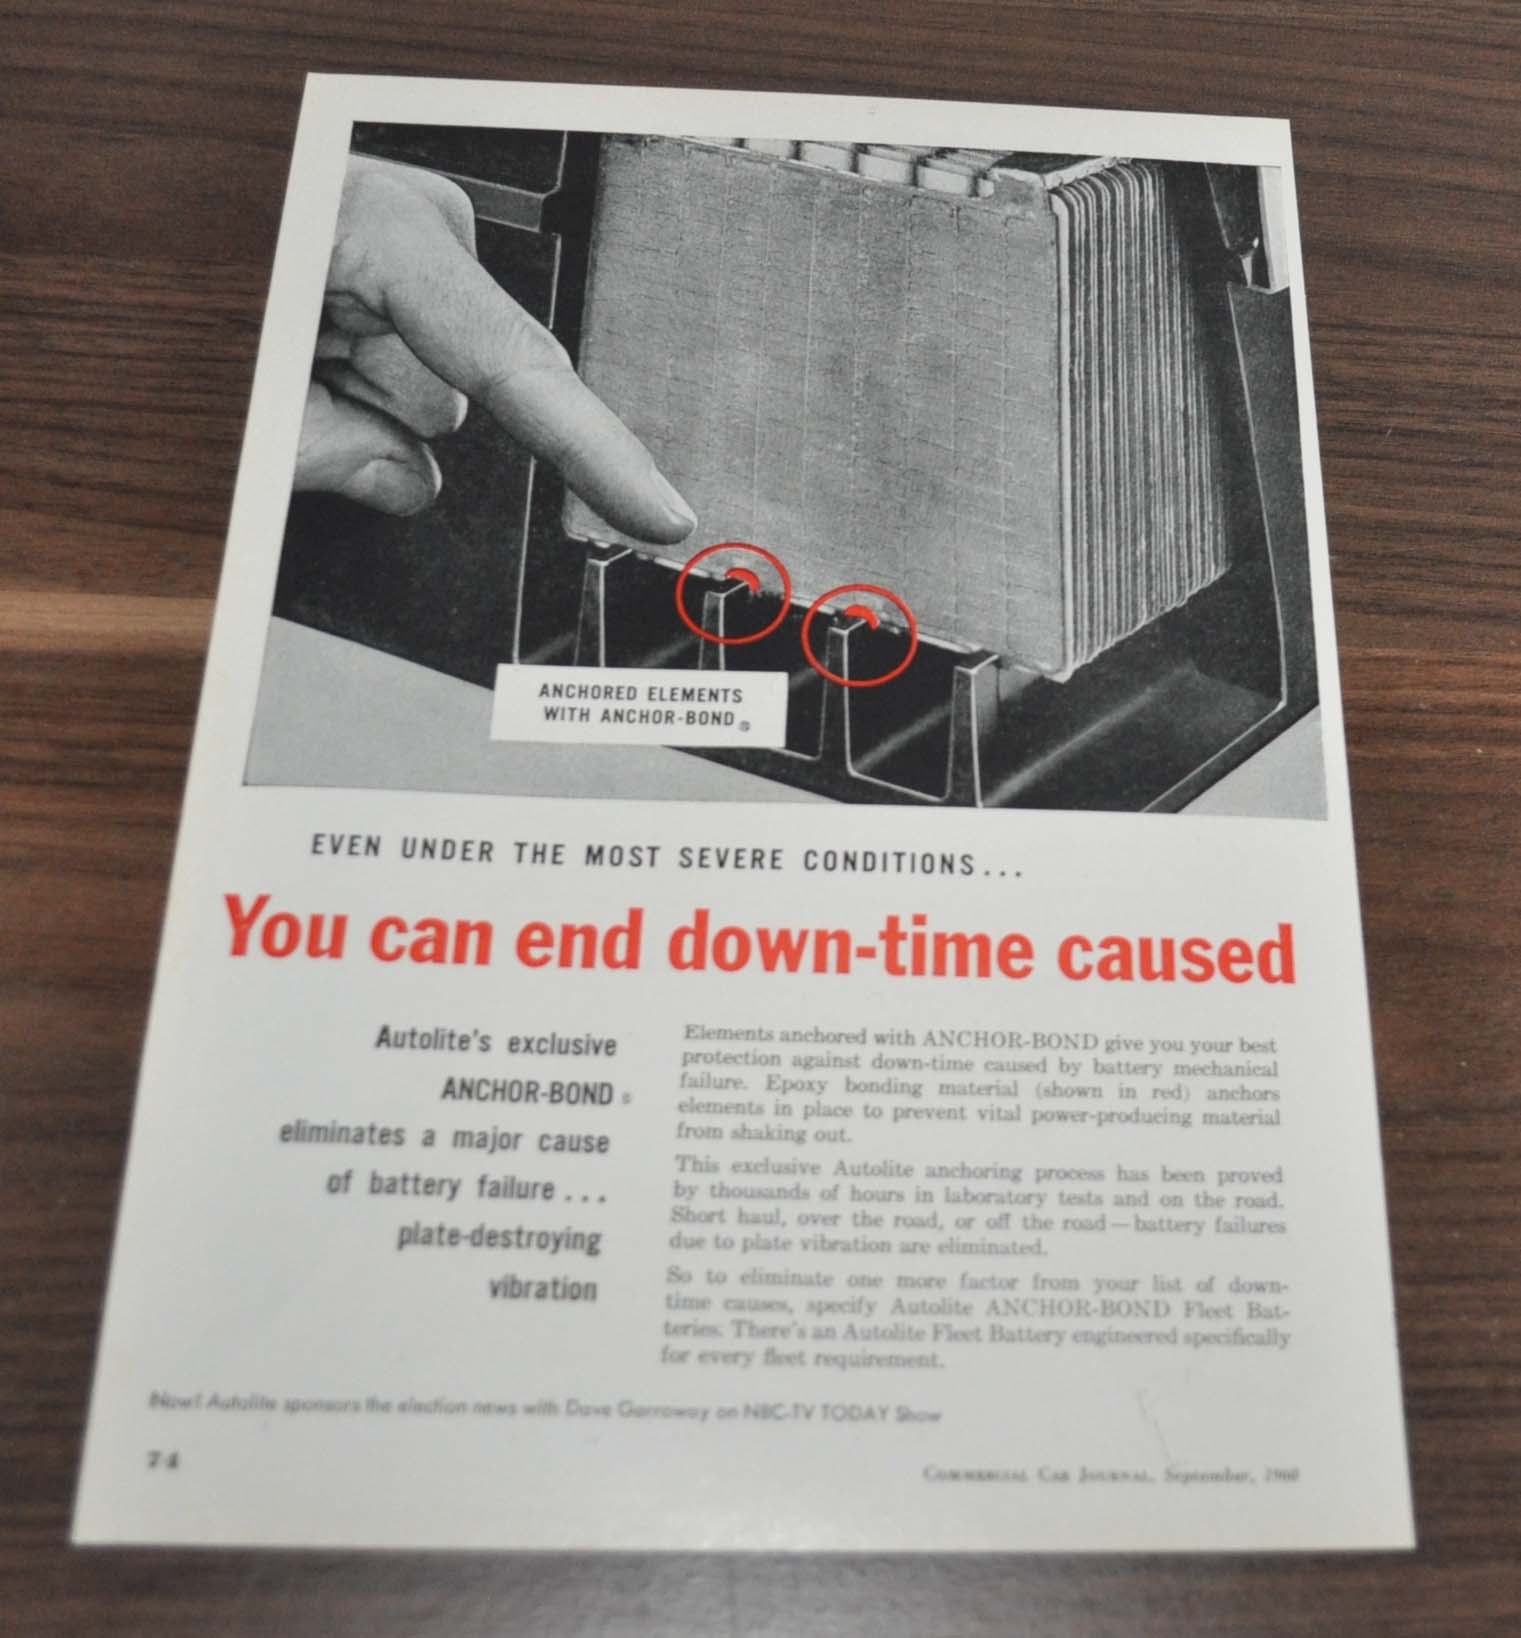 ANCHORED ELEMENTS
WITH ANCHOR-BOND®
EVEN UNDER THE MOST SEVERE CONDITIONS...
You can end down-time caused
Autolite's exclusive
ANCHOR-BOND®
eliminates a major cause
of battery failure...
plate-destroying
vibration
Elements anchored with ANCHOR-BOND give you your best
protection against down-time caused by battery mechanical
failure. Epoxy bonding material (shown in red) anchors
elements in place to prevent vital power-producing material
from shaking out.
This exclusive Autolite anchoring process has been proved
by thousands of hours in laboratory tests and on the road.
Short haul, over the road, or off the road—battery failures
due to plate vibration are eliminated.
So to eliminate one more factor from your list of down-
time causes, specify Autolite ANCHOR-BOND Fleet Bat-
teries. There's an Autolite Fleet Battery engineered specifically
for every fleet requirement.
Now! Autolite sponsors the election news with Dave Garroway on NBC-TV TODAY Show
74
COMMERCIAL CAR JOURNAL, September, 1960